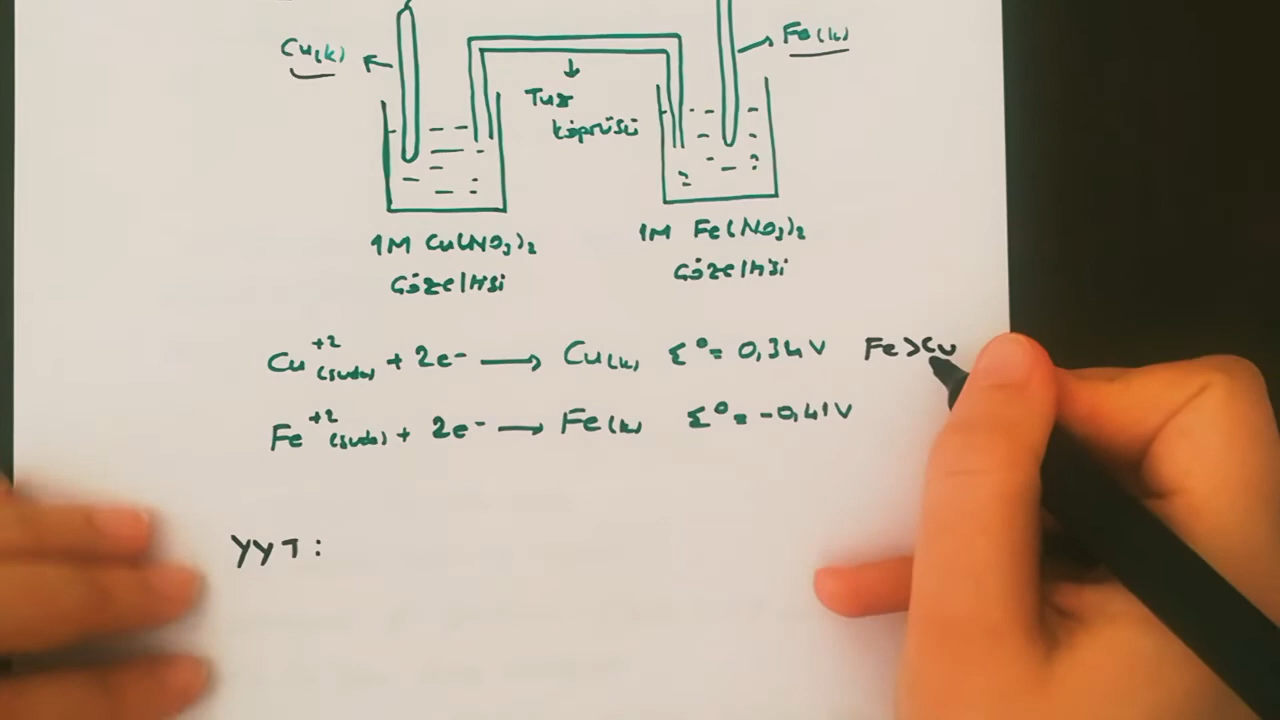 Cu(k)
Fe(k)
Tuz
köprüsü
1M Cu(NO3)2
çözeltisi
1M Fe(NO3)2
çözeltisi
Cu+2(suda) + 2e- → Cu(k) Ɛ°= 0,34V Fe>Cu
Fe+2(suda) + 2e- → Fe(k) Ɛ°= -0,41V
YYT: